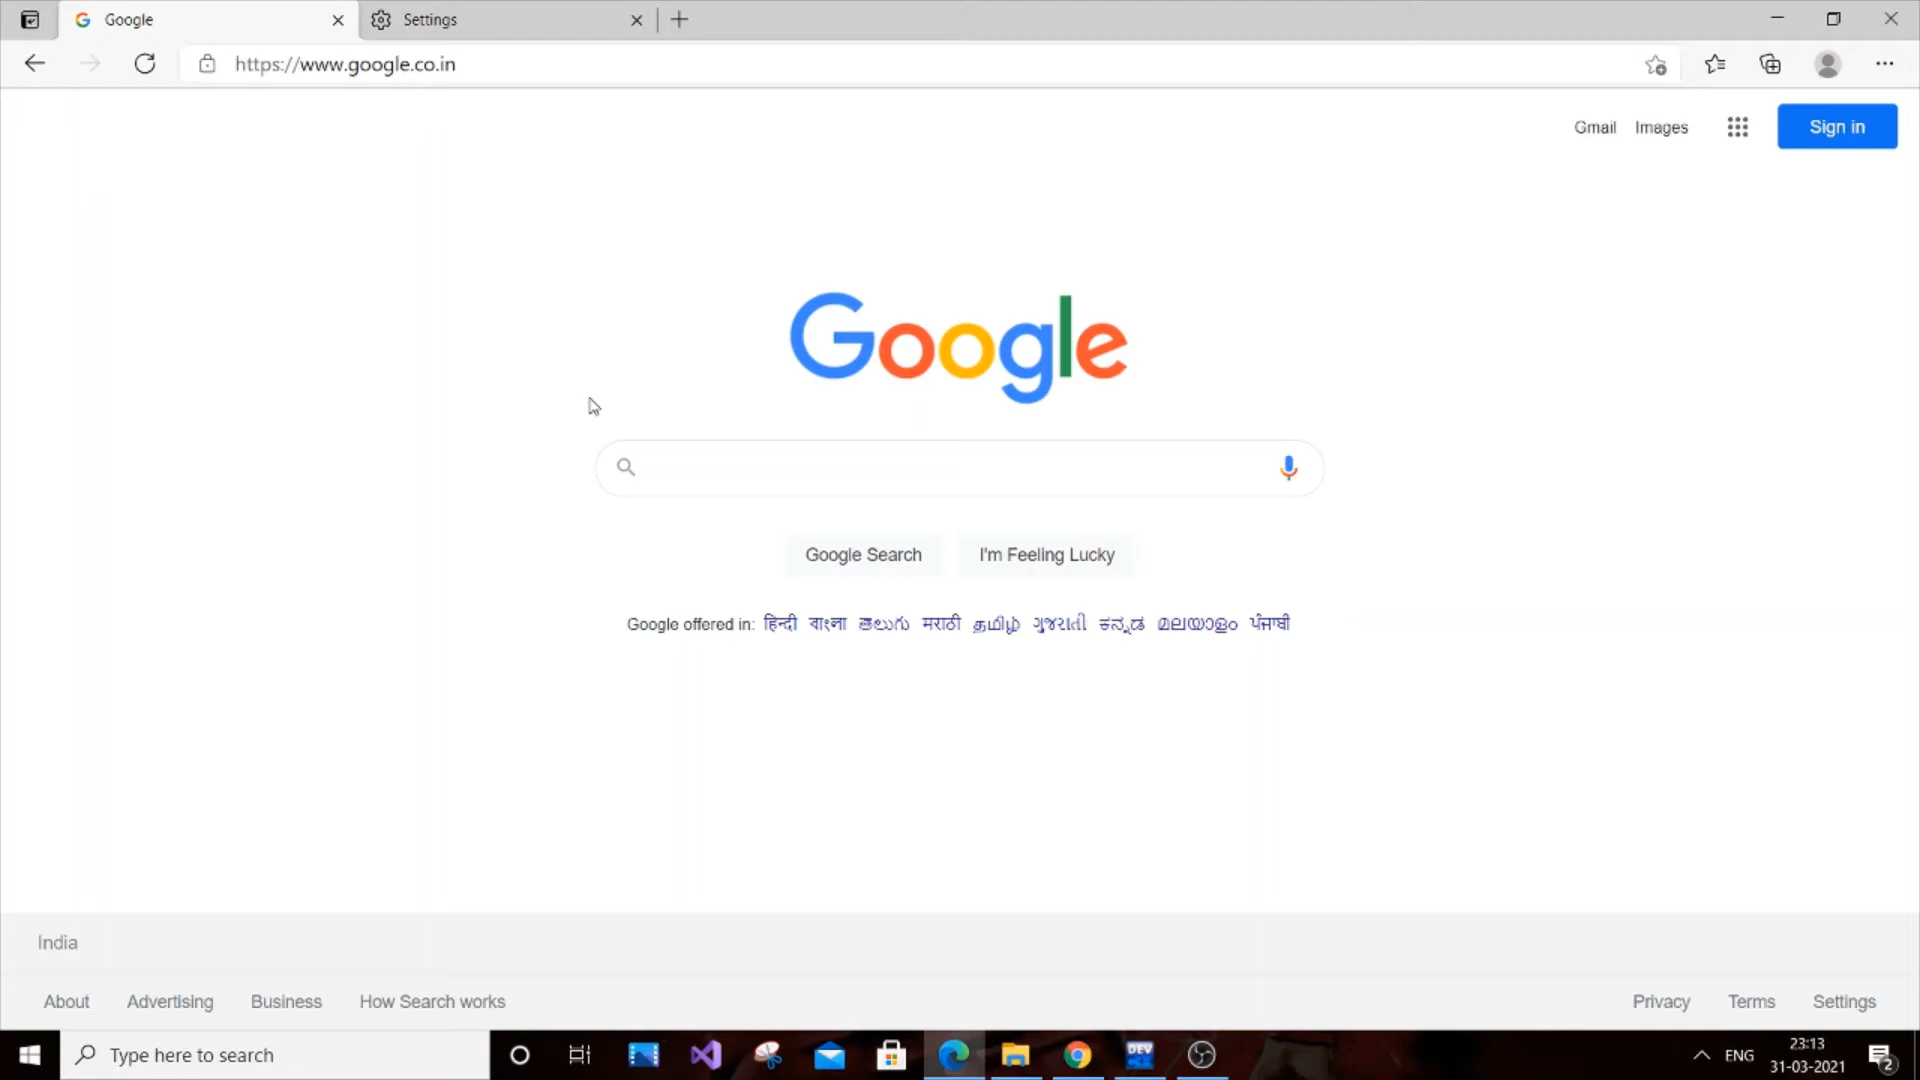 Google
Settings
https://www.google.co.in
Gmail Images
Sign in
Google
Google Search
I'm Feeling Lucky
Google offered in: हिन्दी বাংলা తెలుగు मराठी தமிழ் ગુજરાતી ಕನ್ನಡ മലയാളം ਪੰਜਾਬੀ
India
About Advertising Business How Search works
Privacy Terms Settings
Type here to search
DEV
ENG
23:13
31-03-2021
2